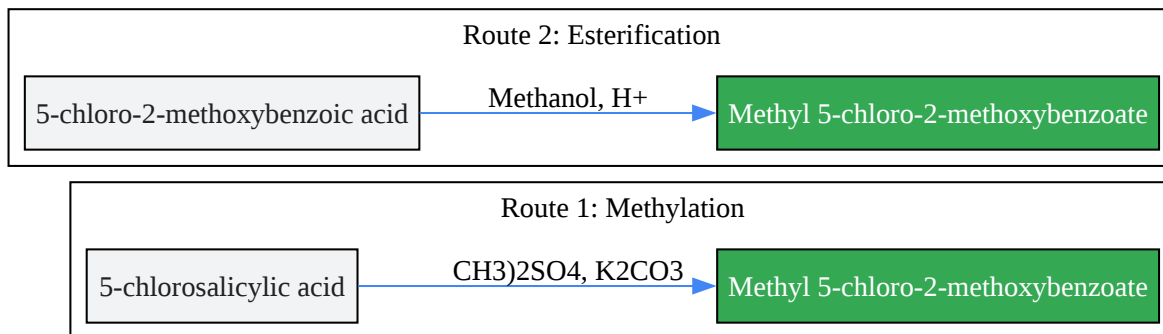 Route 2: Esterification
5-chloro-2-methoxybenzoic acid
Methanol, H+
Methyl 5-chloro-2-methoxybenzoate
Route 1: Methylation
5-chlorosalicylic acid
CH3)2SO4, K2CO3
Methyl 5-chloro-2-methoxybenzoate